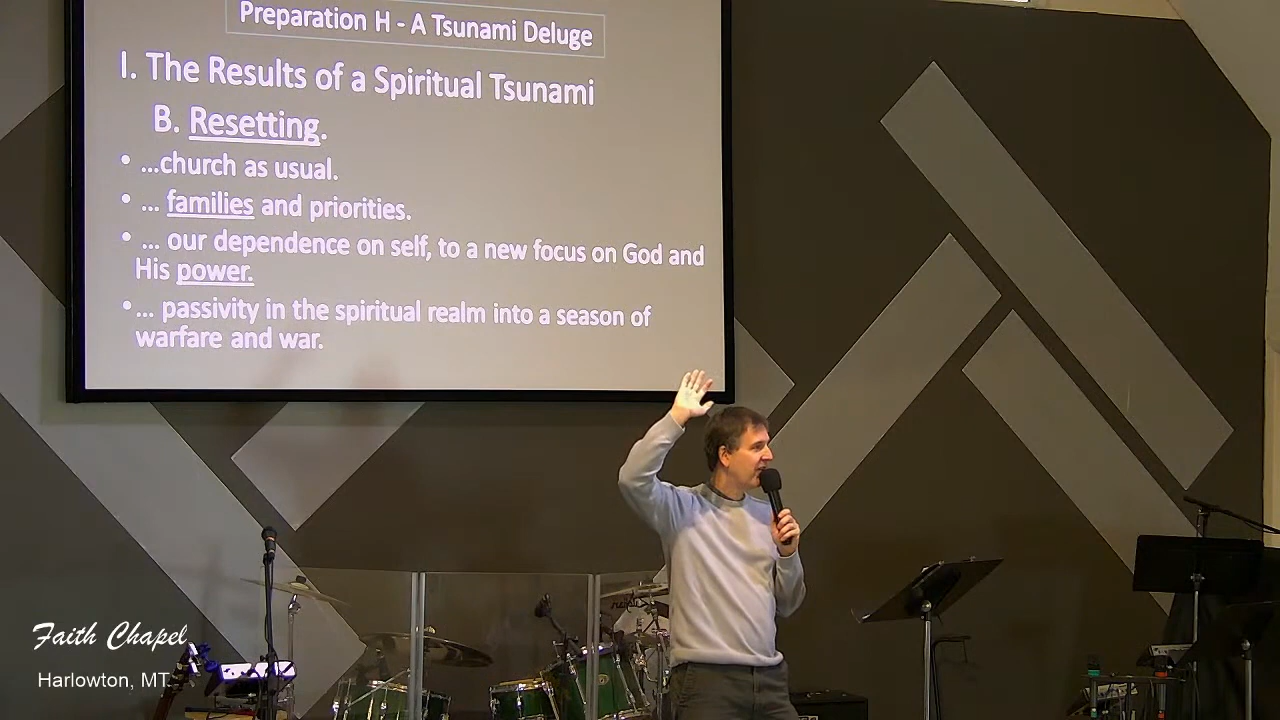 Preparation H - A Tsunami Deluge
I. The Results of a Spiritual Tsunami
B. Resetting.
• ...church as usual.
• ... families and priorities.
• ... our dependence on self, to a new focus on God and
His power.
• ... passivity in the spiritual realm into a season of
warfare and war.
Faith Chapel
Harlowton, MT.